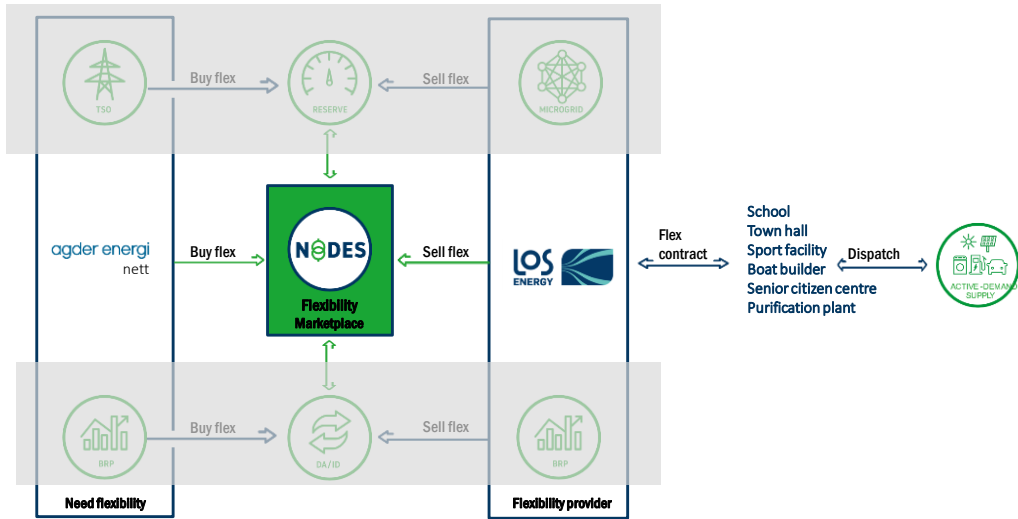 Buy flex
Sell flex
TSO
RESERVE
MICROGRID
agder energi
nett
Buy flex
NODES
Flexibility
Marketplace
Sell flex
LOS
ENERGY
Flex
contract
School
Town hall
Sport facility
Boat builder
Senior citizen centre
Purification plant
Dispatch
ACTIVE-DEMAND
SUPPLY
Buy flex
Sell flex
BRP
DA/ID
BRP
Need flexibility
Flexibility provider